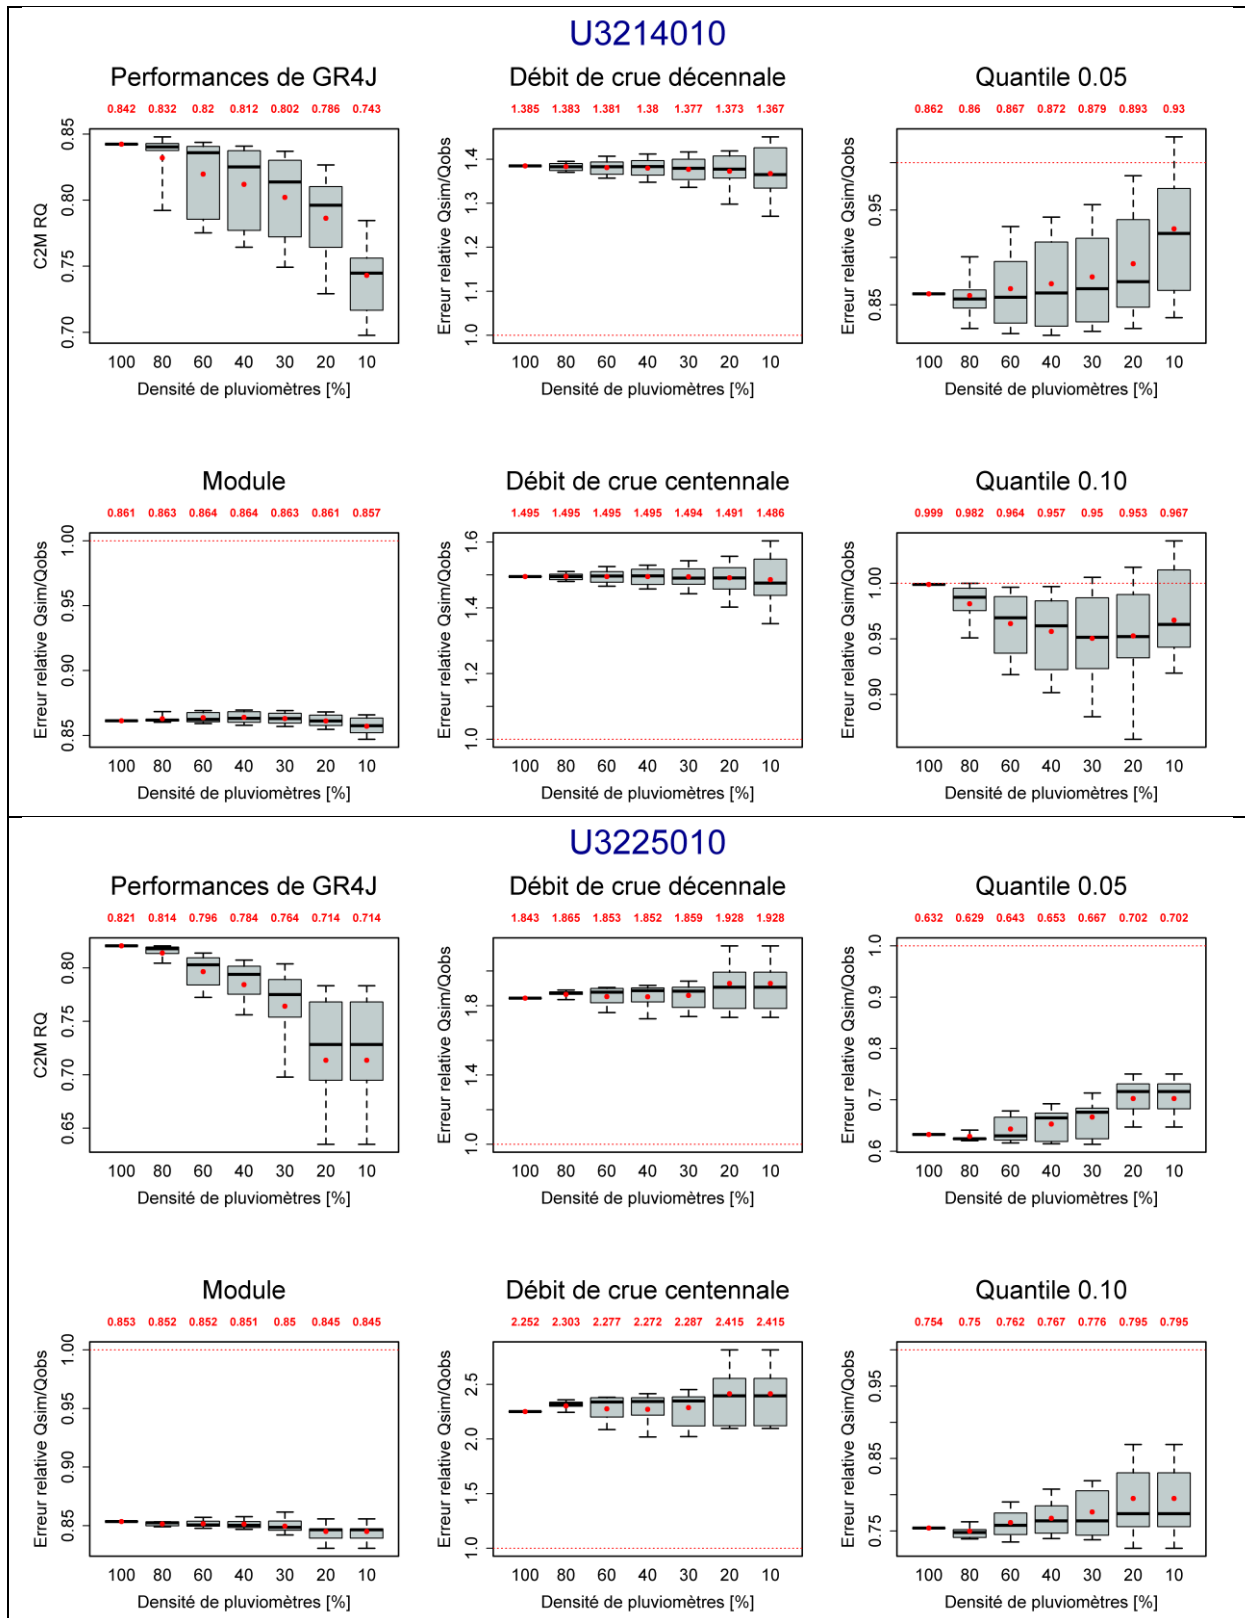 U3214010
Performances de GR4J
0.842 0.832 0.82 0.812 0.802 0.786 0.743
C2M RQ
0.85
0.80
0.75
0.70
100 80 60 40 30 20 10
Densité de pluviomètres [%]
Débit de crue décennale
1.385 1.383 1.381 1.38 1.377 1.373 1.367
Erreur relative Qsim/Qobs
1.4
1.3
1.2
1.1
1.0
100 80 60 40 30 20 10
Densité de pluviomètres [%]
Quantile 0.05
0.862 0.86 0.867 0.872 0.879 0.893 0.93
Erreur relative Qsim/Qobs
0.95
0.85
100 80 60 40 30 20 10
Densité de pluviomètres [%]
Module
0.861 0.863 0.864 0.864 0.863 0.861 0.857
Erreur relative Qsim/Qobs
1.00
0.95
0.90
0.85
100 80 60 40 30 20 10
Densité de pluviomètres [%]
Débit de crue centennale
1.495 1.495 1.495 1.495 1.494 1.491 1.486
Erreur relative Qsim/Qobs
1.6
1.4
1.2
1.0
100 80 60 40 30 20 10
Densité de pluviomètres [%]
Quantile 0.10
0.999 0.982 0.964 0.957 0.95 0.953 0.967
Erreur relative Qsim/Qobs
1.00
0.95
0.90
100 80 60 40 30 20 10
Densité de pluviomètres [%]
U3225010
Performances de GR4J
0.821 0.814 0.796 0.784 0.764 0.714 0.714
C2M RQ
0.80
0.75
0.70
0.65
100 80 60 40 30 20 10
Densité de pluviomètres [%]
Débit de crue décennale
1.843 1.865 1.853 1.852 1.859 1.928 1.928
Erreur relative Qsim/Qobs
1.8
1.6
1.4
1.2
1.0
100 80 60 40 30 20 10
Densité de pluviomètres [%]
Quantile 0.05
0.632 0.629 0.643 0.653 0.667 0.702 0.702
Erreur relative Qsim/Qobs
1.0
0.9
0.8
0.7
0.6
100 80 60 40 30 20 10
Densité de pluviomètres [%]
Module
0.853 0.852 0.852 0.851 0.85 0.845 0.845
Erreur relative Qsim/Qobs
1.00
0.95
0.90
0.85
100 80 60 40 30 20 10
Densité de pluviomètres [%]
Débit de crue centennale
2.252 2.303 2.277 2.272 2.287 2.415 2.415
Erreur relative Qsim/Qobs
2.5
2.0
1.5
1.0
100 80 60 40 30 20 10
Densité de pluviomètres [%]
Quantile 0.10
0.754 0.75 0.762 0.767 0.776 0.795 0.795
Erreur relative Qsim/Qobs
0.95
0.85
0.75
100 80 60 40 30 20 10
Densité de pluviomètres [%]